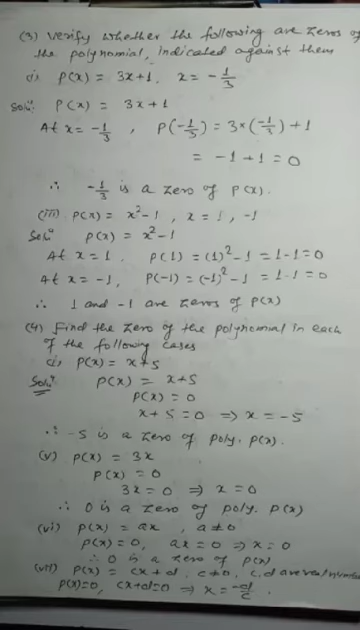 (3) Verify whether the following are zeros of
the polynomial, indicated against them
(i) P(x) = 3x+1, x = -1/3
Solⁿ: P(x) = 3x+1
At x = -1/3 , P(-1/3) = 3×(-1/3)+1
= -1+1 = 0
∴ -1/3 is a zero of P(x).
(iii) P(x) = x²-1 , x = 1, -1
Solⁿ P(x) = x²-1
At x = 1. P(1) = (1)²-1 = 1-1=0
At x = -1, P(-1) = (-1)²-1 = 1-1=0
∴ 1 and -1 are zeros of P(x)
(4) Find the zero of the polynomial in each
of the following cases
(i) P(x) = x+5
Solⁿ P(x) = x+5
P(x) = 0
x+5 = 0 ⇒ x = -5
∴ -5 is a zero of poly. P(x).
(v) P(x) = 3x
P(x) = 0
3x = 0 ⇒ x = 0
∴ 0 is a zero of poly. P(x)
(vi) P(x) = ax , a≠0
P(x) = 0, ax = 0 ⇒ x = 0
∴ 0 is a zero of P(x)
(vii) P(x) = cx+d, c≠0, c,d are real numbers
P(x)=0, cx+d=0 ⇒ x = -d/c.